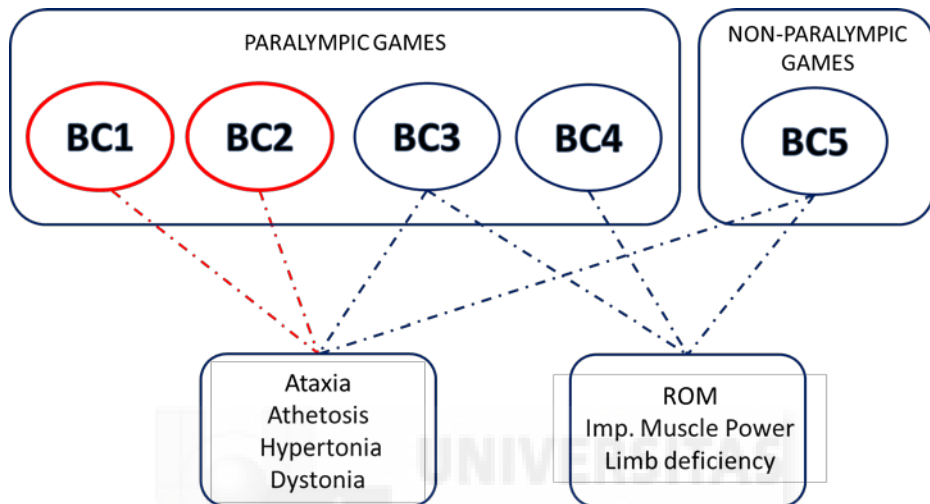 PARALYMPIC GAMES
NON-PARALYMPIC
GAMES
BC1
BC2
BC3
BC4
BC5
Ataxia
Athetosis
Hypertonia
Dystonia
ROM
Imp. Muscle Power
Limb deficiency
UNIVERSITAS